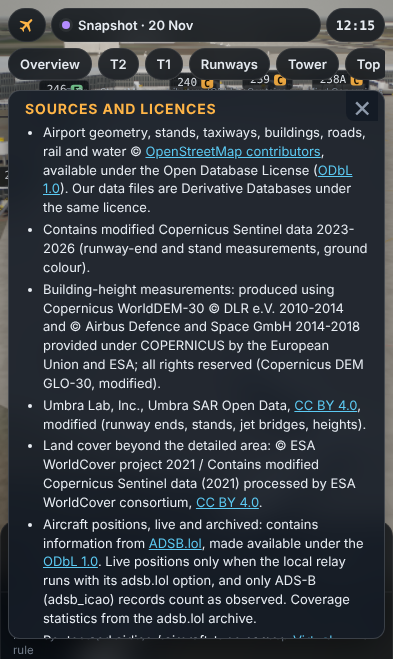 Snapshot · 20 Nov
12:15
Overview
T2
T1
Runways
Tower
Top
246
240 C
239 C
238A C
SOURCES AND LICENCES
• Airport geometry, stands, taxiways, buildings, roads,
rail and water © OpenStreetMap contributors,
available under the Open Database License (ODbL
1.0). Our data files are Derivative Databases under
the same licence.
• Contains modified Copernicus Sentinel data 2023-
2026 (runway-end and stand measurements, ground
colour).
• Building-height measurements: produced using
Copernicus WorldDEM-30 © DLR e.V. 2010-2014
and © Airbus Defence and Space GmbH 2014-2018
provided under COPERNICUS by the European
Union and ESA; all rights reserved (Copernicus DEM
GLO-30, modified).
• Umbra Lab, Inc., Umbra SAR Open Data, CC BY 4.0,
modified (runway ends, stands, jet bridges, heights).
• Land cover beyond the detailed area: © ESA
WorldCover project 2021 / Contains modified
Copernicus Sentinel data (2021) processed by ESA
WorldCover consortium, CC BY 4.0.
• Aircraft positions, live and archived: contains
information from ADSB.lol, made available under the
ODbL 1.0. Live positions only when the local relay
runs with its adsb.lol option, and only ADS-B
(adsb_icao) records count as observed. Coverage
statistics from the adsb.lol archive.
rule